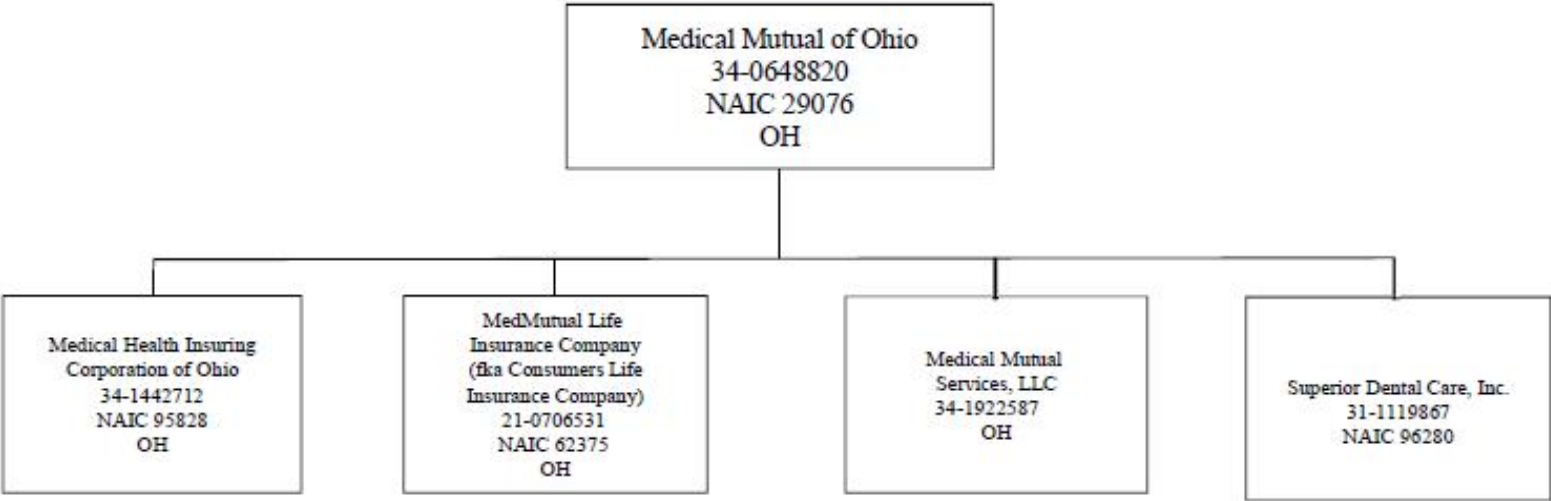 Medical Mutual of Ohio
34-0648820
NAIC 29076
OH
Medical Health Insuring
Corporation of Ohio
34-1442712
NAIC 95828
OH
MedMutual Life
Insurance Company
(fka Consumers Life
Insurance Company)
21-0706531
NAIC 62375
OH
Medical Mutual
Services, LLC
34-1922587
OH
Superior Dental Care, Inc.
31-1119867
NAIC 96280